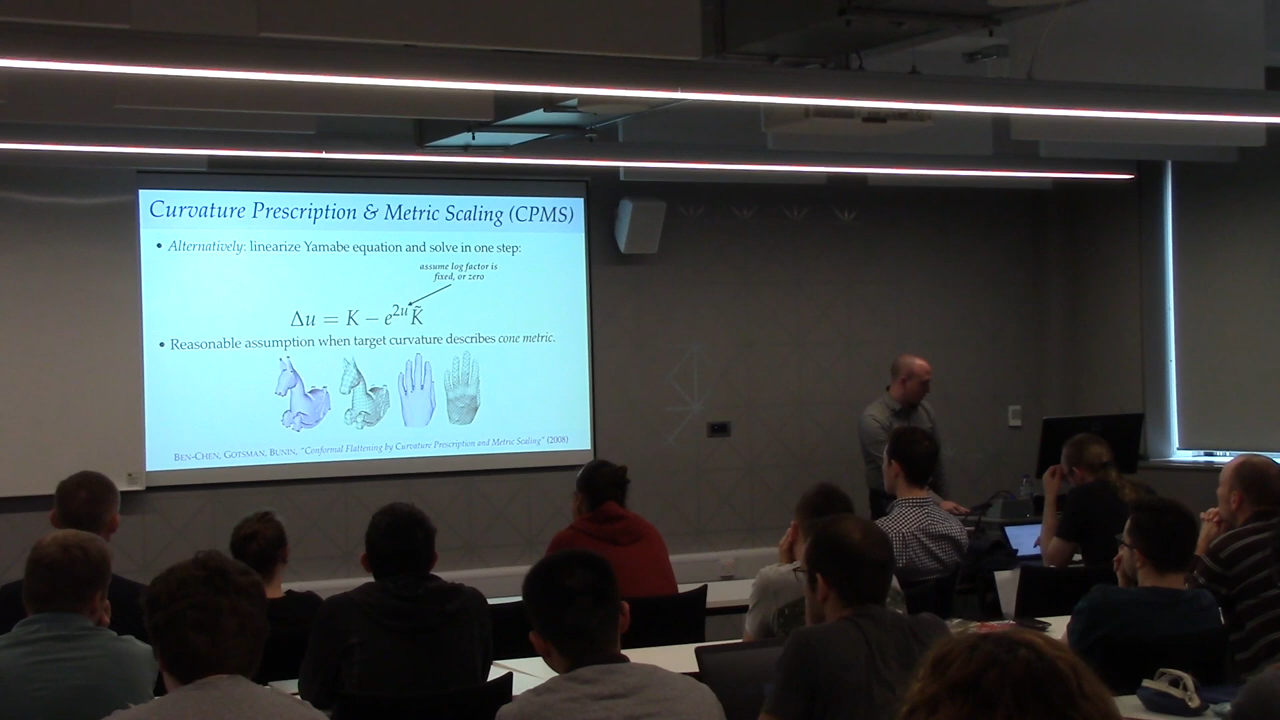 Curvature Prescription & Metric Scaling (CPMS)
• Alternatively: linearize Yamabe equation and solve in one step:
assume log factor is
fixed, or zero
Δu = K − e^{2u}K̃
• Reasonable assumption when target curvature describes cone metric.
BEN-CHEN, GOTSMAN, BUNIN, "Conformal Flattening by Curvature Prescription and Metric Scaling" (2008)